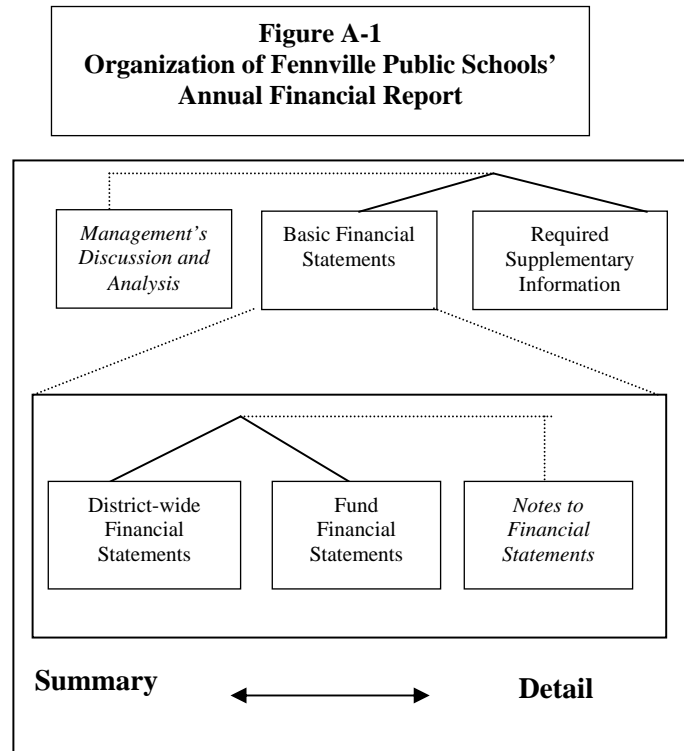 Figure A-1
Organization of Fennville Public Schools’
Annual Financial Report
Management’s
Discussion and
Analysis
Basic Financial
Statements
Required
Supplementary
Information
District-wide
Financial
Statements
Fund
Financial
Statements
Notes to
Financial
Statements
Summary
Detail